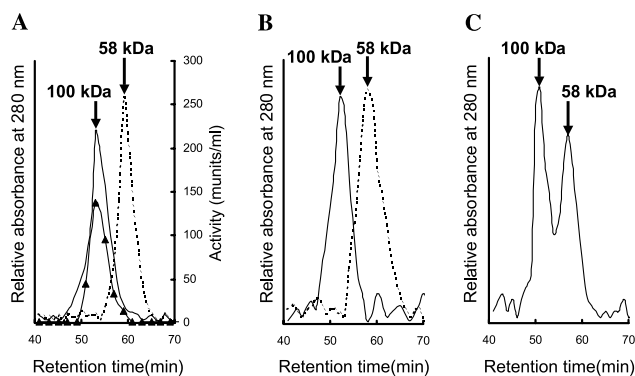 A
B
C
58 kDa
100 kDa
100 kDa
58 kDa
100 kDa
58 kDa
Relative absorbance at 280 nm
300
250
200
150
100
50
0
Activity (munits/ml)
Relative absorbance at 280 nm
Relative absorbance at 280 nm
40 50 60 70
40 50 60 70
40 50 60 70
Retention time(min)
Retention time(min)
Retention time(min)